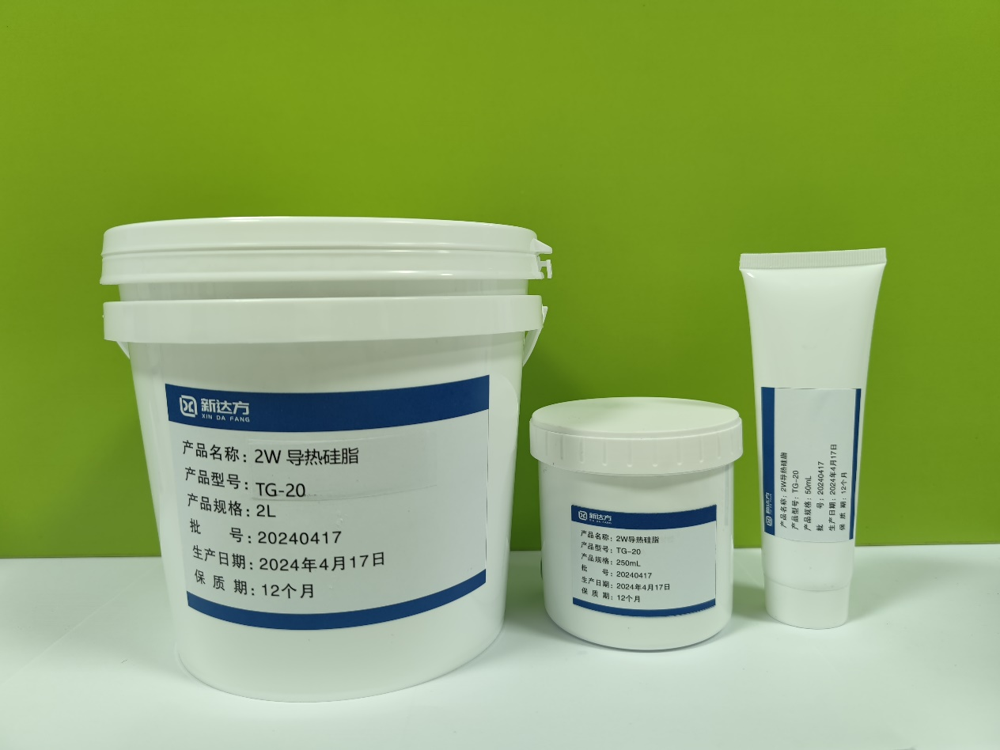 新达方
XIN DA FANG
产品名称：2W 导热硅脂
产品型号：TG-20
产品规格：2L
批 号：20240417
生产日期：2024年4月17日
保 质 期：12个月
新达方
XIN DA FANG
产品名称：2W导热硅脂
产品型号：TG-20
产品规格：250mL
批 号：20240417
生产日期：2024年4月17日
保 质 期：12个月
新达方
产品名称：2W导热硅脂
产品型号：TG-20
产品规格：50mL
批 号：20240417
生产日期：2024年4月17日
保 质 期：12个月